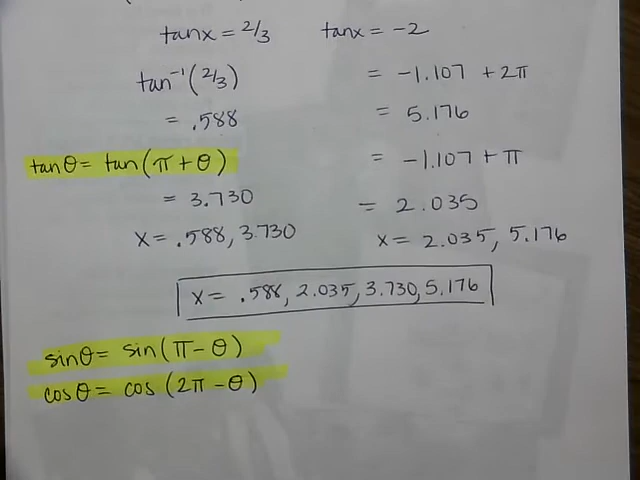 tanx = 2/3    tanx = -2
tan⁻¹(2/3)    = -1.107 + 2π
= .588    = 5.176
tanθ = tan(π + θ)    = -1.107 + π
= 3.730    = 2.035
x = .588, 3.730    x = 2.035, 5.176
x = .588, 2.035, 3.730, 5.176
sinθ = sin(π - θ)
cosθ = cos (2π - θ)